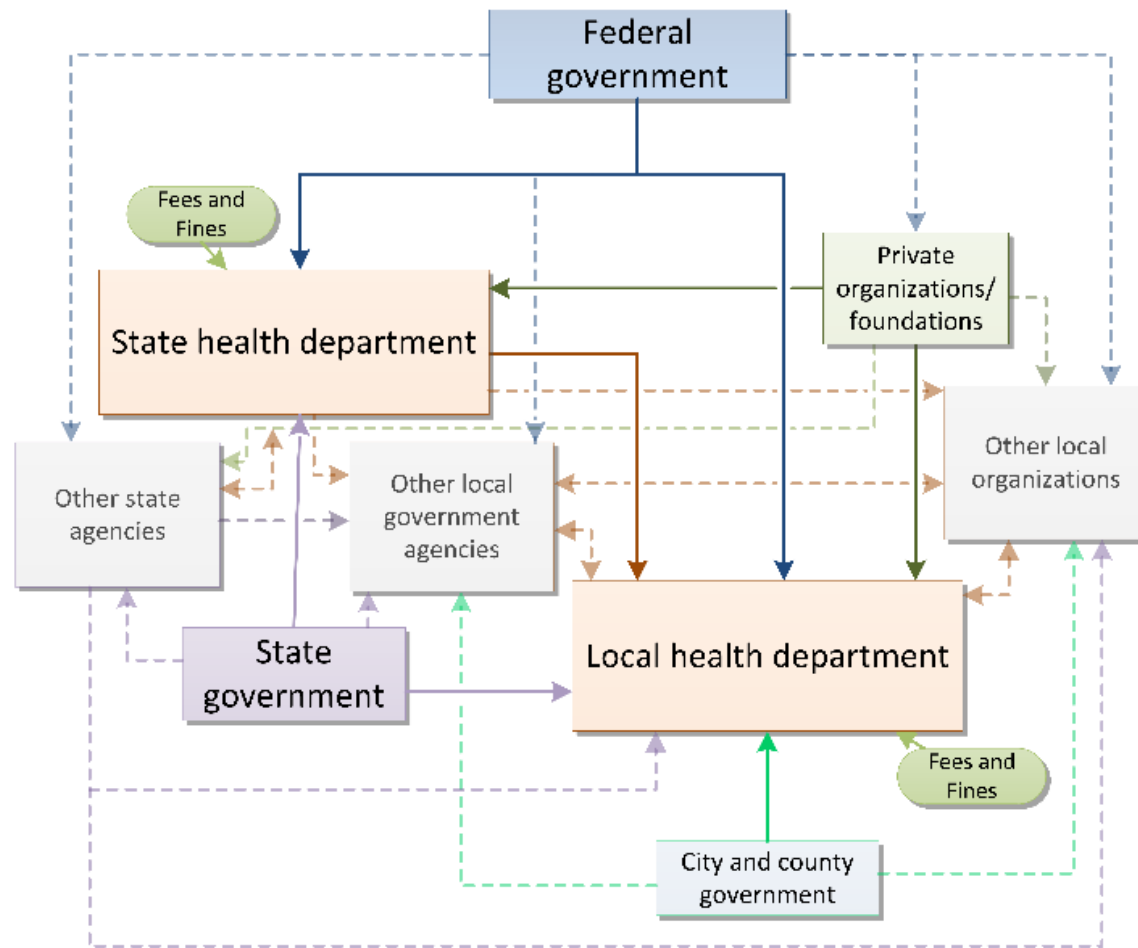 Federal
government
Fees and
Fines
Private
organizations/
foundations
State health department
Other local
organizations
Other state
agencies
Other local
government
agencies
State
government
Local health department
Fees and
Fines
City and county
government